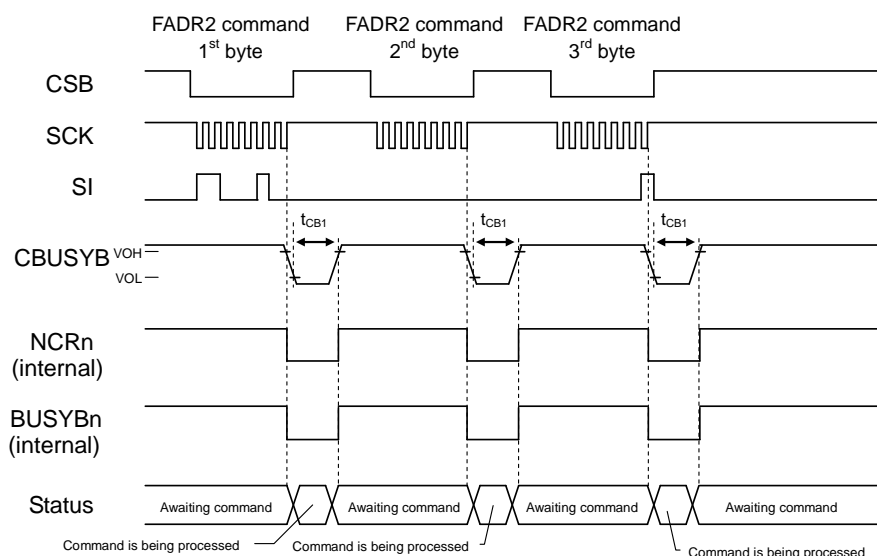 FADR2 command
1st byte
FADR2 command
2nd byte
FADR2 command
3rd byte
CSB
SCK
SI
tCB1
tCB1
tCB1
CBUSYB
VOH
VOL
NCRn
(internal)
BUSYBn
(internal)
Status
Awaiting command
Awaiting command
Awaiting command
Awaiting command
Command is being processed
Command is being processed
Command is being processed